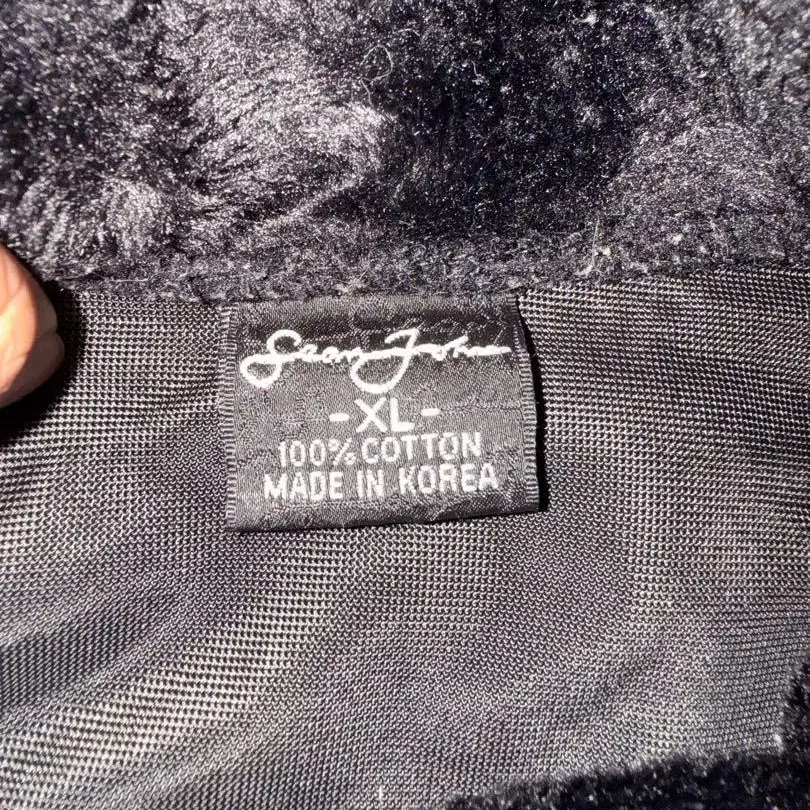 Sean John
-XL-
100% COTTON
MADE IN KOREA